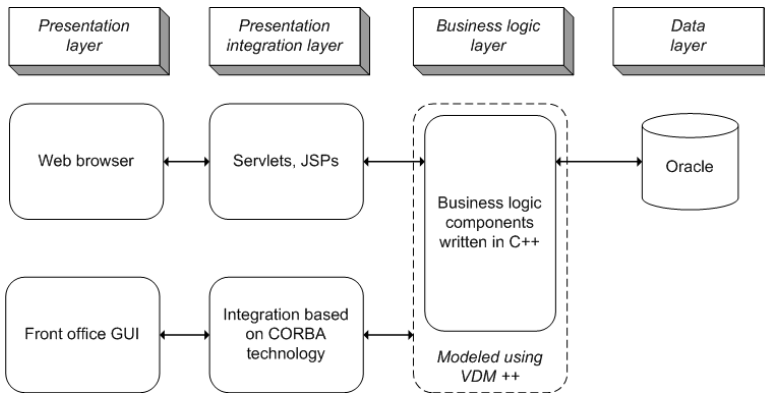 Presentation
layer
Presentation
integration layer
Business logic
layer
Data
layer
Web browser
Servlets, JSPs
Business logic
components
written in C++
Oracle
Front office GUI
Integration based
on CORBA
technology
Modeled using
VDM ++